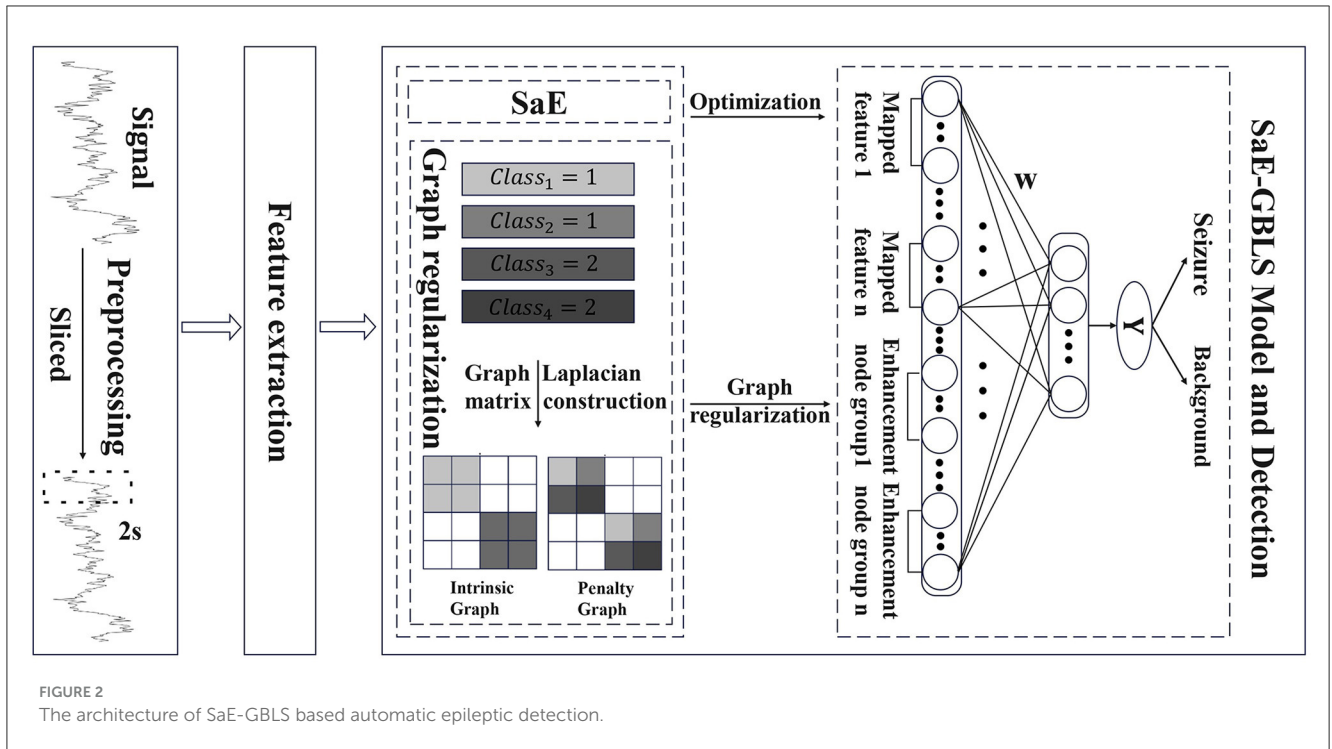 Signal
Preprocessing
Sliced
2s
Feature extraction
SaE
Graph regularization
Class₁ = 1
Class₂ = 1
Class₃ = 2
Class₄ = 2
Graph Laplacian
matrix construction
Intrinsic
Graph
Penalty
Graph
Optimization
Graph
regularization
Mapped
feature 1
Mapped
feature n
Enhancement
node group1
Enhancement
node group n
w
Y
Seizure
Background
SaE-GBLS Model and Detection
FIGURE 2
The architecture of SaE-GBLS based automatic epileptic detection.